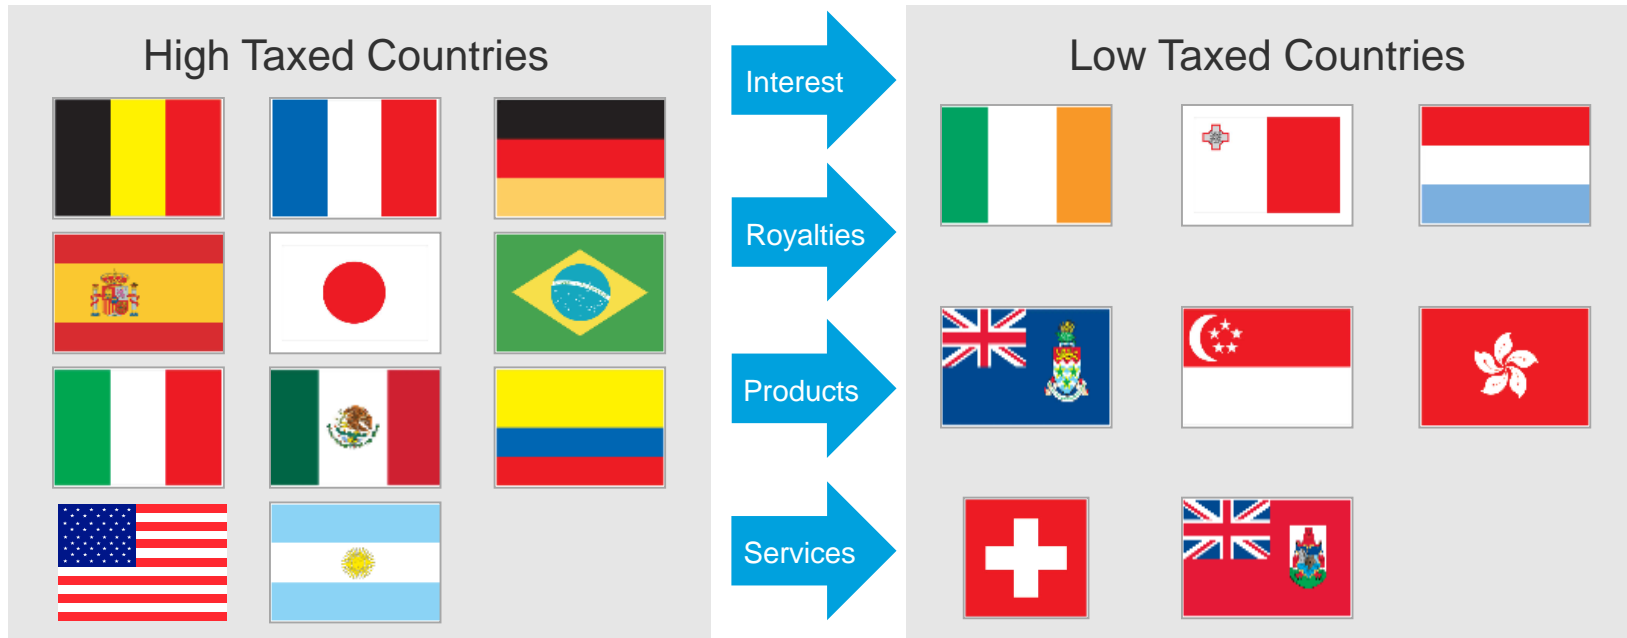 High Taxed Countries
Interest
Royalties
Products
Services
Low Taxed Countries